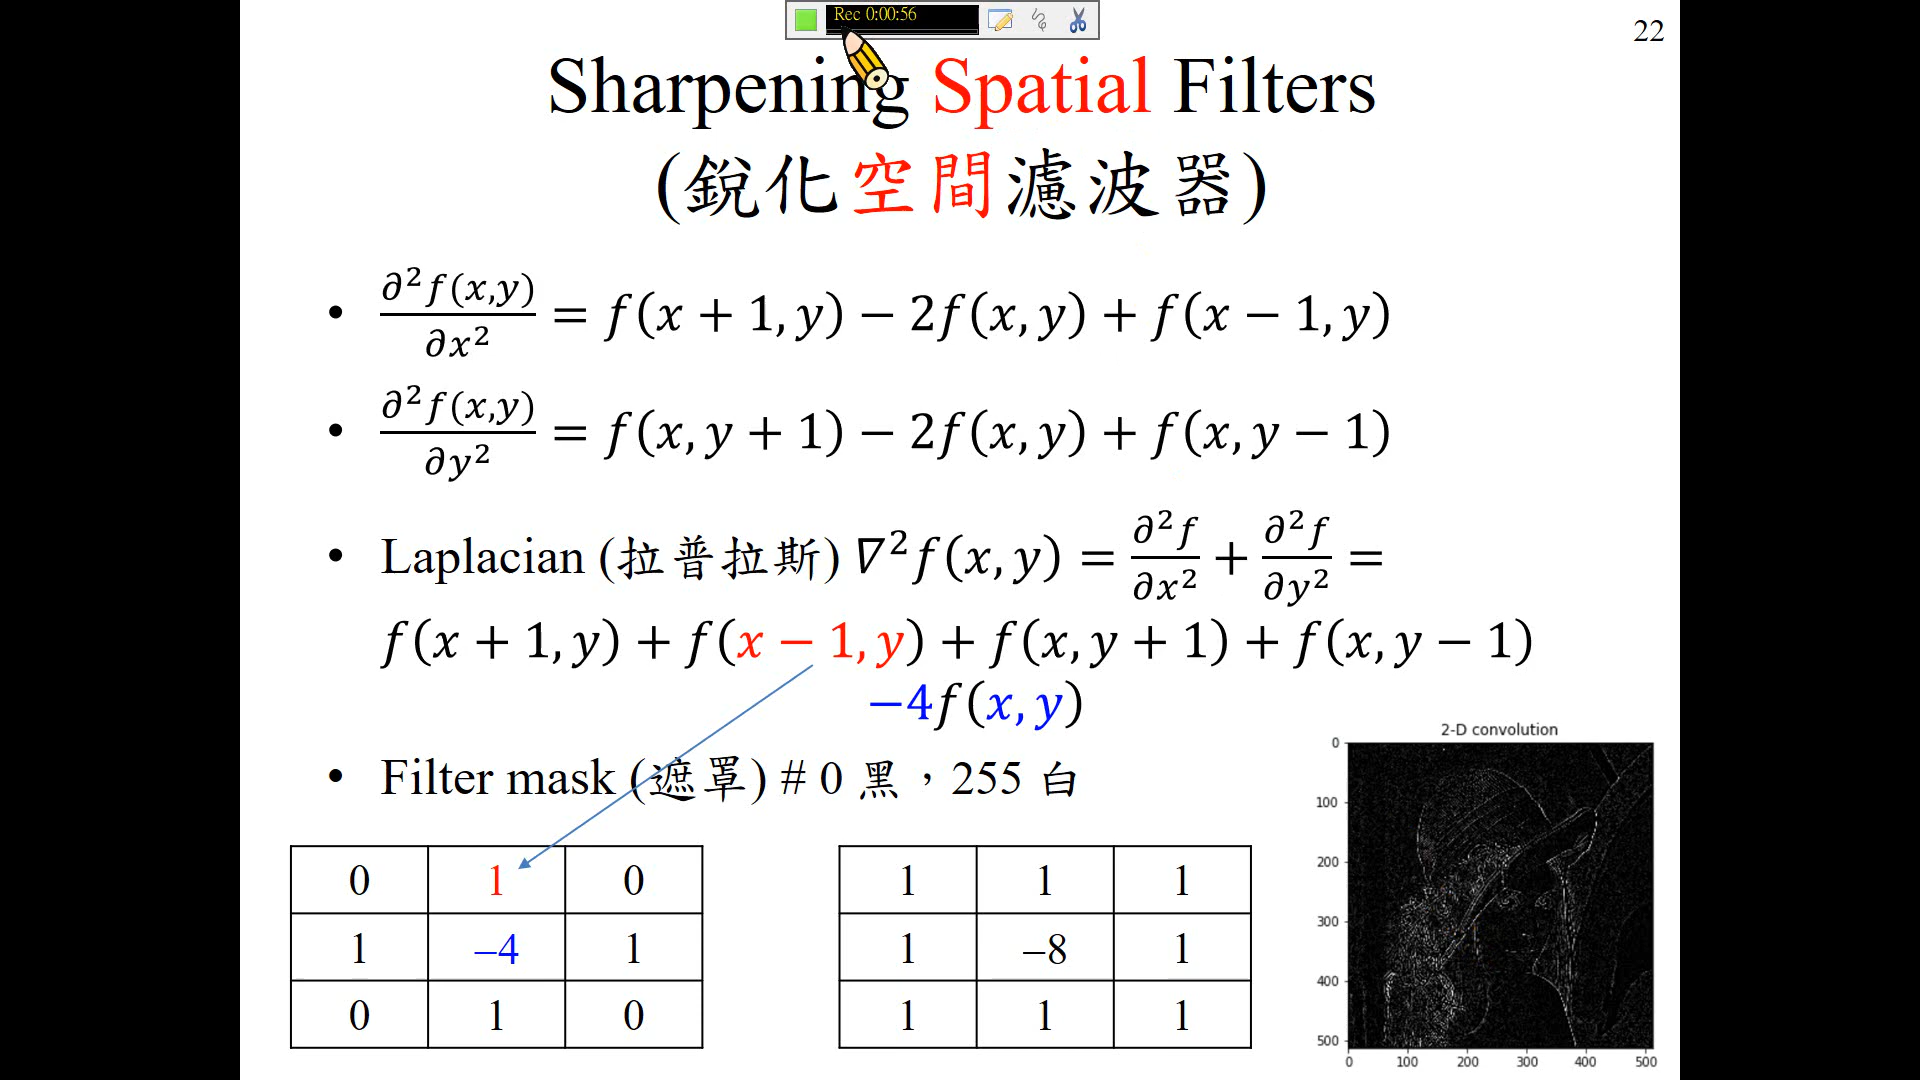 Rec 0:00:56
22
Sharpening Spatial Filters
(銳化空間濾波器)
• ∂²f(x,y)/∂x² = f(x + 1, y) − 2f(x, y) + f(x − 1, y)
• ∂²f(x,y)/∂y² = f(x, y + 1) − 2f(x, y) + f(x, y − 1)
• Laplacian (拉普拉斯) ∇²f(x, y) = ∂²f/∂x² + ∂²f/∂y² =
f(x + 1, y) + f(x − 1, y) + f(x, y + 1) + f(x, y − 1)
−4f(x, y)
• Filter mask (遮罩) # 0 黑，255 白
0 1 0
1 −4 1
0 1 0
1 1 1
1 −8 1
1 1 1
2-D convolution
0
100
200
300
400
500
0 100 200 300 400 500